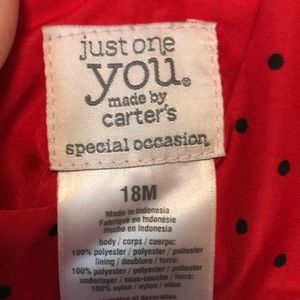 just one
you®
made by
carter's
special occasion
18M
Made in Indonesia
Fabriqué en Indonésie
Hecho en Indonesia
body / corps / cuerpo:
100% polyester / polyester / poliester
lining / doublure / forro:
100% polyester / polyester / poliester
underlayer / sous-couche / forro:
100% nylon / nylon / nilon